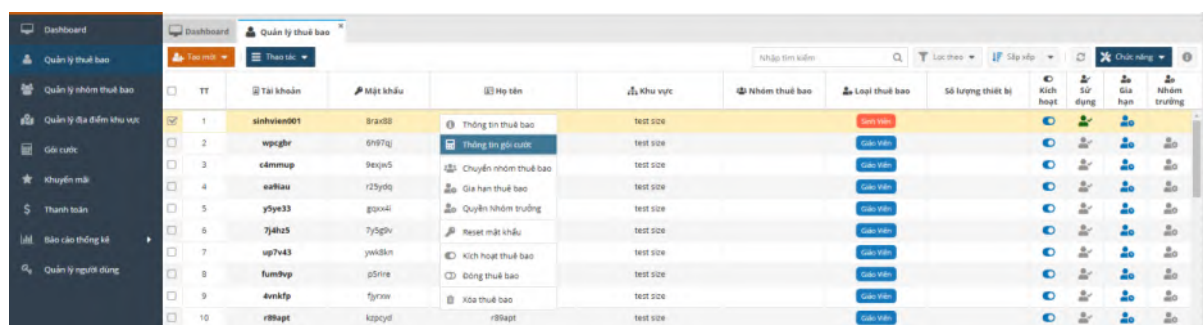 Dashboard
Quản lý thuê bao
Quản lý nhóm thuê bao
Quản lý địa điểm khu vực
Gói cước
Khuyến mãi
Thanh toán
Báo cáo thống kê
Quản lý người dùng
Dashboard Quản lý thuê bao
Tạo mới Thao tác Nhập tìm kiếm Lọc theo Sắp xếp Chức năng
TT Tài khoản Mật khẩu Họ tên Khu vực Nhóm thuê bao Loại thuê bao Số lượng thiết bị Kích hoạt Sử dụng Gia hạn Nhóm trưởng
1 sinhvien001 8rax88 test size Sinh Viên
2 wpcgbr 6h97qj test size Giáo Viên
3 c4mmup 9exjw5 test size Giáo Viên
4 ea9iau r25ydq test size Giáo Viên
5 y5ye33 gqxx4i test size Giáo Viên
6 7j4hz5 7y5g9v test size Giáo Viên
7 up7v43 ywk8kn test size Giáo Viên
8 fum9vp p5rire test size Giáo Viên
9 4vnkfp fjyrxw test size Giáo Viên
10 r89apt kzpcyd r89apt test size Giáo Viên
Thông tin thuê bao
Thông tin gói cước
Chuyển nhóm thuê bao
Gia hạn thuê bao
Quyền Nhóm trưởng
Reset mật khẩu
Kích hoạt thuê bao
Đóng thuê bao
Xóa thuê bao